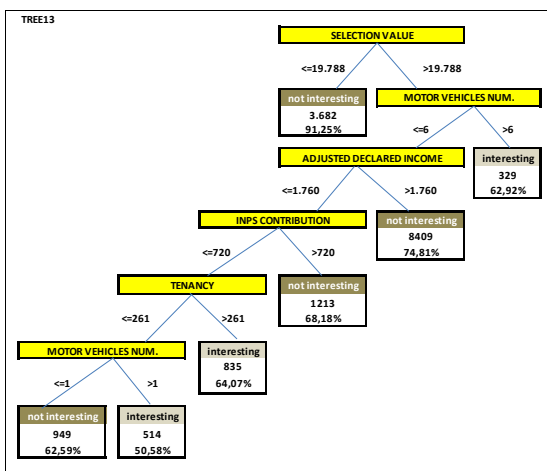 TREE13
SELECTION VALUE
<=19.788 >19.788
not interesting
3.682
91,25%
MOTOR VEHICLES NUM.
<=6 >6
ADJUSTED DECLARED INCOME
interesting
329
62,92%
<=1.760 >1.760
INPS CONTRIBUTION
not interesting
8409
74,81%
<=720 >720
TENANCY
not interesting
1213
68,18%
<=261 >261
MOTOR VEHICLES NUM.
interesting
835
64,07%
<=1 >1
not interesting
949
62,59%
interesting
514
50,58%